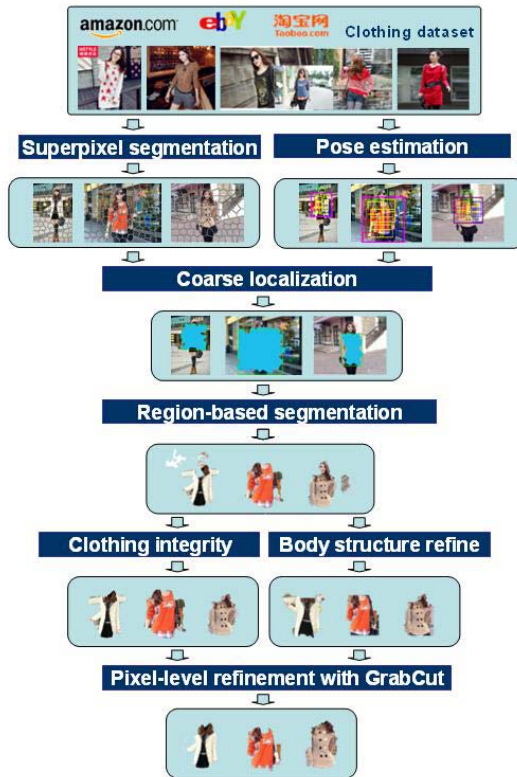 amazon.com
ebY
淘宝网
Taobao.com
Clothing dataset
Superpixel segmentation
Pose estimation
Coarse localization
Region-based segmentation
Clothing integrity
Body structure refine
Pixel-level refinement with GrabCut